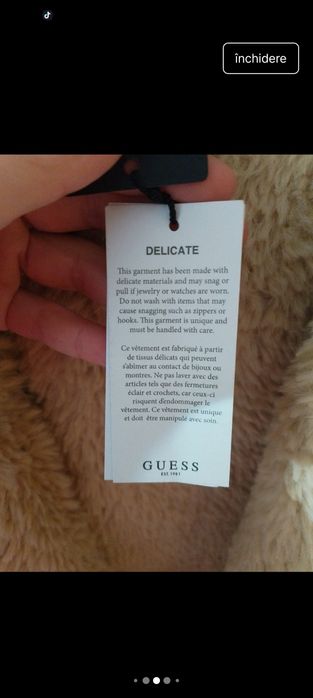 închidere
DELICATE
This garment has been made with
delicate materials and may snag or
pull if jewelry or watches are worn.
Do not wash with items that may
cause snagging such as zippers or
hooks. This garment is unique and
must be handled with care.
Ce vêtement est fabriqué à partir
de tissus délicats qui peuvent
s'abimer au contact de bijoux ou
montres. Ne pas laver avec des
articles tels que des fermetures
éclair et crochets, car ceux-ci
risquent d'endommager le
vêtement. Ce vêtement est unique
et doit être manipulé avec soin.
GUESS
EST. 1981